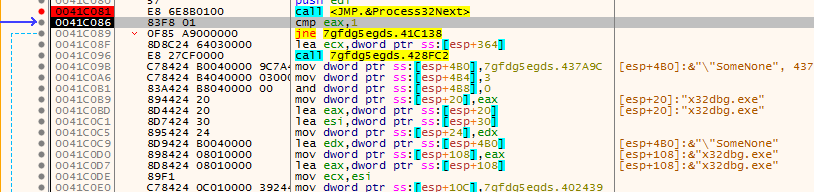 57 push edi
0041C081 E8 6E8B0100 call <JMP.&Process32Next>
0041C086 83F8 01 cmp eax,1
0041C089 0F85 A9000000 jne 7gfdg5egds.41C138
0041C08F 8D8C24 64030000 lea ecx,dword ptr ss:[esp+364]
0041C096 E8 27CF0000 call 7gfdg5egds.428FC2
0041C09B C78424 B0040000 9C7A4 mov dword ptr ss:[esp+4B0],7gfdg5egds.437A9C [esp+4B0]:&"\"SomeNone", 437
0041C0A6 C78424 B4040000 03000 mov dword ptr ss:[esp+4B4],3
0041C0B1 83A424 B8040000 00 and dword ptr ss:[esp+4B8],0
0041C0B9 894424 20 mov dword ptr ss:[esp+20],eax [esp+20]:"x32dbg.exe"
0041C0BD 8D4424 20 lea eax,dword ptr ss:[esp+20] [esp+20]:"x32dbg.exe"
0041C0C1 8D7424 30 lea esi,dword ptr ss:[esp+30]
0041C0C5 895424 24 mov dword ptr ss:[esp+24],edx
0041C0C9 8D9424 B0040000 lea edx,dword ptr ss:[esp+4B0] [esp+4B0]:&"\"SomeNone"
0041C0D0 898424 08010000 mov dword ptr ss:[esp+108],eax [esp+108]:&"x32dbg.exe"
0041C0D7 8D8424 08010000 lea eax,dword ptr ss:[esp+108] [esp+108]:&"x32dbg.exe"
0041C0DE 89F1 mov ecx,esi
0041C0E0 C78424 0C010000 39244 mov dword ptr ss:[esp+10C],7gfdg5egds.402439